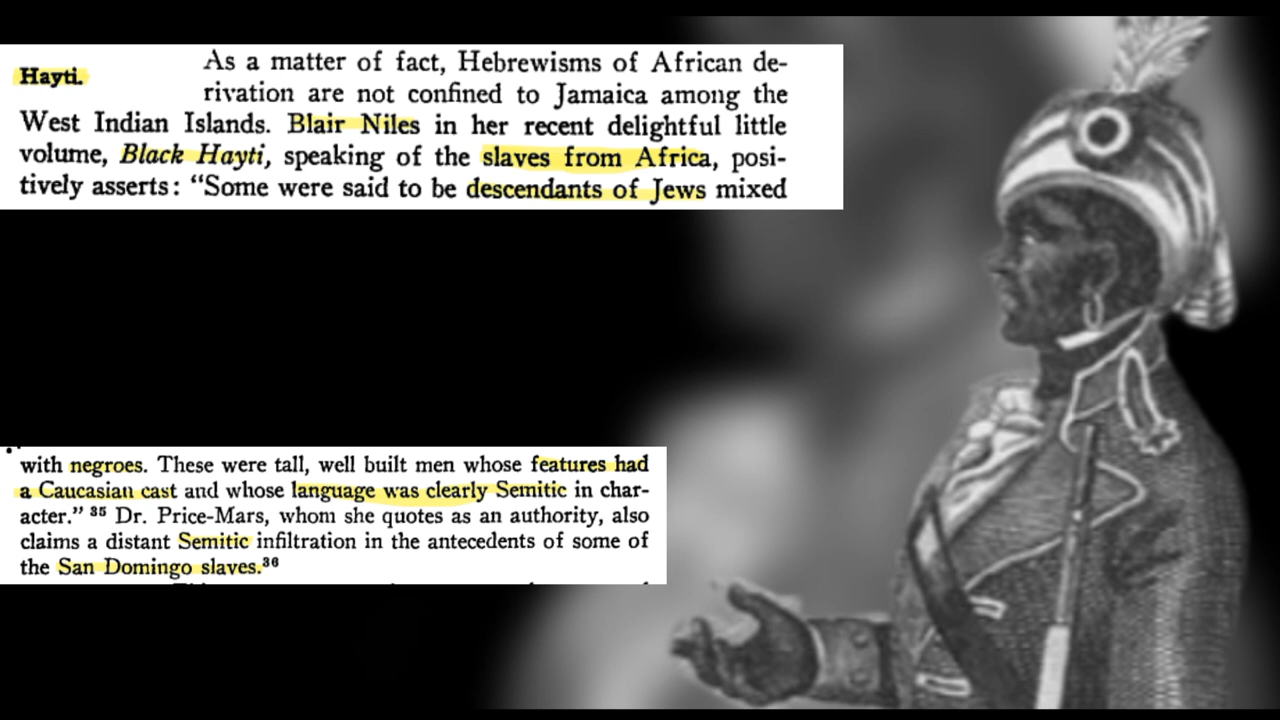 Hayti.
As a matter of fact, Hebrewisms of African de-
rivation are not confined to Jamaica among the
West Indian Islands. Blair Niles in her recent delightful little
volume, Black Hayti, speaking of the slaves from Africa, posi-
tively asserts: “Some were said to be descendants of Jews mixed
with negroes. These were tall, well built men whose features had
a Caucasian cast and whose language was clearly Semitic in char-
acter.” ³⁵ Dr. Price-Mars, whom she quotes as an authority, also
claims a distant Semitic infiltration in the antecedents of some of
the San Domingo slaves.³⁶